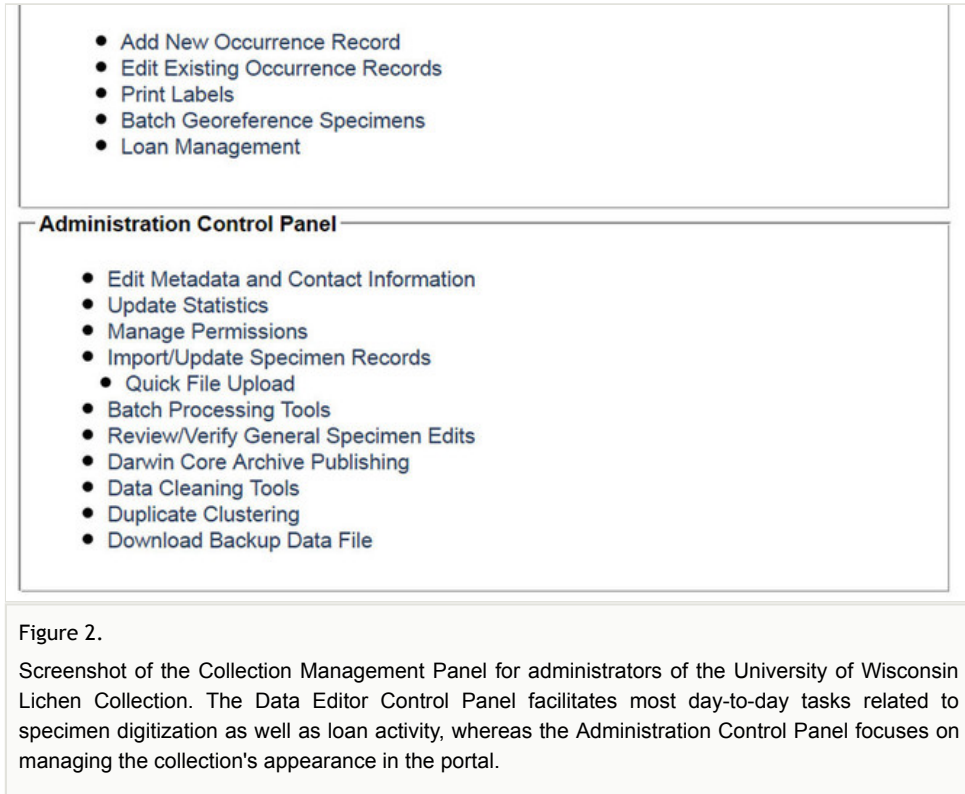 Add New Occurrence Record
Edit Existing Occurrence Records
Print Labels
Batch Georeference Specimens
Loan Management
Administration Control Panel
Edit Metadata and Contact Information
Update Statistics
Manage Permissions
Import/Update Specimen Records
Quick File Upload
Batch Processing Tools
Review/Verify General Specimen Edits
Darwin Core Archive Publishing
Data Cleaning Tools
Duplicate Clustering
Download Backup Data File
Figure 2.
Screenshot of the Collection Management Panel for administrators of the University of Wisconsin
Lichen Collection. The Data Editor Control Panel facilitates most day-to-day tasks related to
specimen digitization as well as loan activity, whereas the Administration Control Panel focuses on
managing the collection's appearance in the portal.